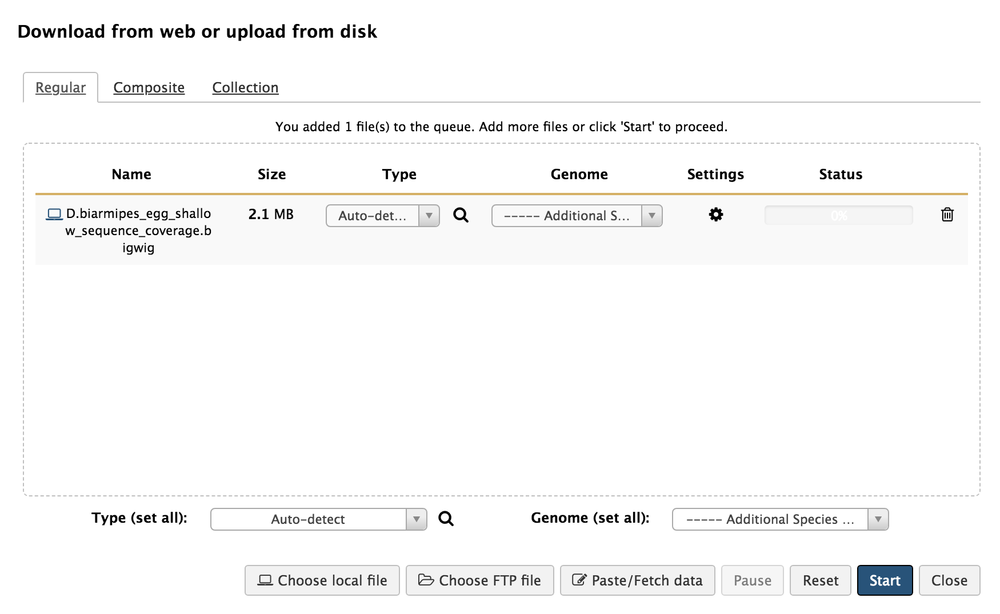 Download from web or upload from disk
Regular Composite Collection
You added 1 file(s) to the queue. Add more files or click 'Start' to proceed.
Name Size Type Genome Settings Status
D.biarmipes_egg_shallo 2.1 MB Auto-det... ----- Additional S... 0%
w_sequence_coverage.b
igwig
Type (set all): Auto-detect Genome (set all): ----- Additional Species ...
Choose local file Choose FTP file Paste/Fetch data Pause Reset Start Close